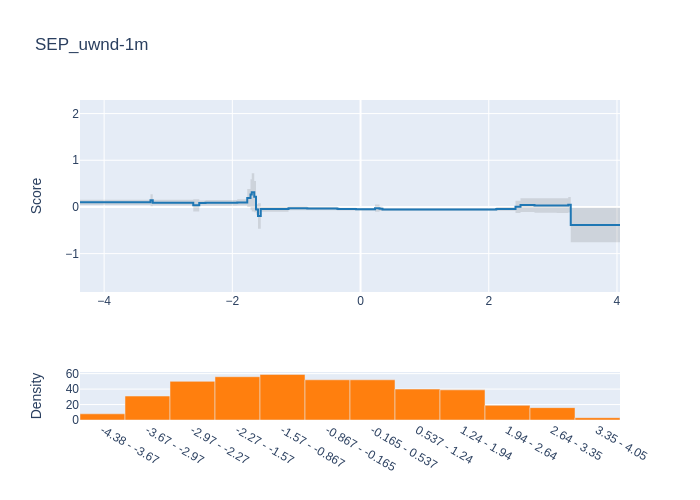 SEP_uwnd-1m
2
1
0
−1
Score
−4
−2
0
2
4
60
40
20
0
Density
-4.38 - -3.67
-3.67 - -2.97
-2.97 - -2.27
-2.27 - -1.57
-1.57 - -0.867
-0.867 - -0.165
-0.165 - 0.537
0.537 - 1.24
1.24 - 1.94
1.94 - 2.64
2.64 - 3.35
3.35 - 4.05